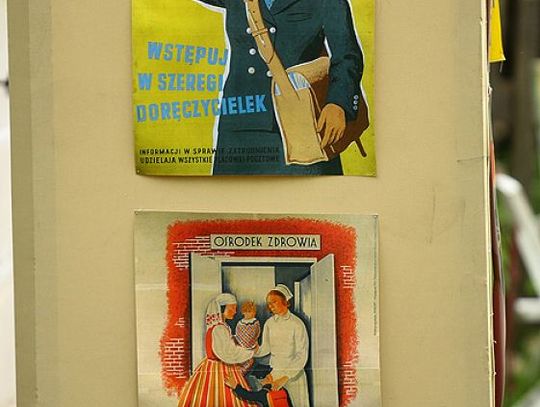 WSTĘPUJ
W SZEREGI
DORĘCZYCIELEK
INFORMACJI W SPRAWIE ZATRUDNIENIA
UDZIELAJĄ WSZYSTKIE PLACÓWKI POCZTOWE
OŚRODEK ZDROWIA